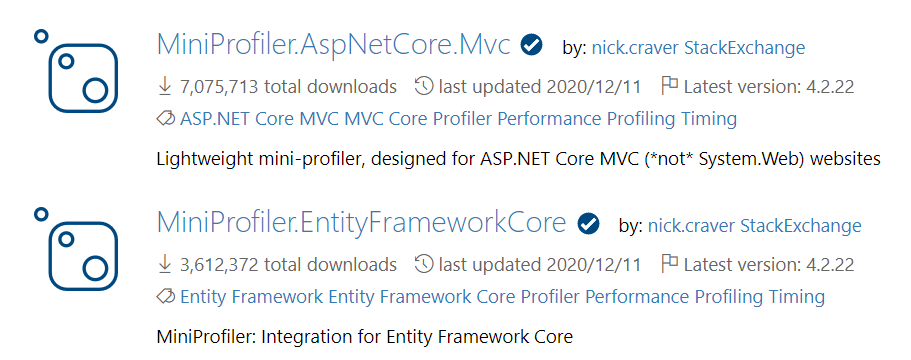 MiniProfiler.AspNetCore.Mvc by: nick.craver StackExchange
7,075,713 total downloads last updated 2020/12/11 Latest version: 4.2.22
ASP.NET Core MVC MVC Core Profiler Performance Profiling Timing
Lightweight mini-profiler, designed for ASP.NET Core MVC (*not* System.Web) websites
MiniProfiler.EntityFrameworkCore by: nick.craver StackExchange
3,612,372 total downloads last updated 2020/12/11 Latest version: 4.2.22
Entity Framework Entity Framework Core Profiler Performance Profiling Timing
MiniProfiler: Integration for Entity Framework Core